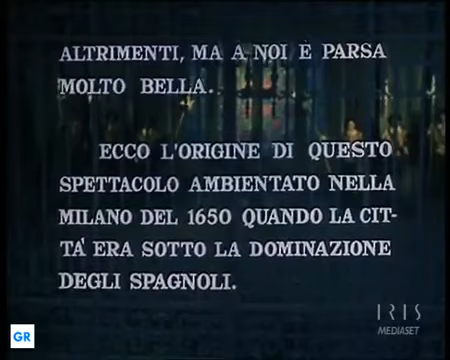 ALTRIMENTI, MA A NOI È PARSA
MOLTO BELLA.
ECCO L'ORIGINE DI QUESTO
SPETTACOLO AMBIENTATO NELLA
MILANO DEL 1650 QUANDO LA CIT-
TA' ERA SOTTO LA DOMINAZIONE
DEGLI SPAGNOLI.
IRIS
MEDIASET
GR